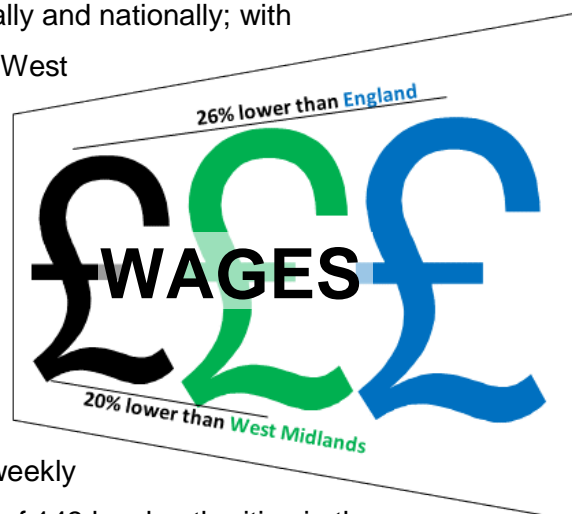 ally and nationally; with
West
26% lower than England
£WAGES££
20% lower than West Midlands
weekly